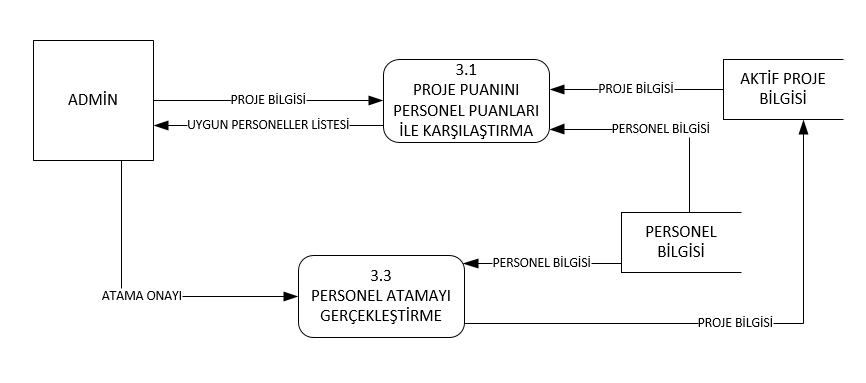 ADMİN
PROJE BİLGİSİ
UYGUN PERSONELLER LİSTESİ
3.1
PROJE PUANINI
PERSONEL PUANLARI
İLE KARŞILAŞTIRMA
PROJE BİLGİSİ
PERSONEL BİLGİSİ
AKTİF PROJE
BİLGİSİ
PERSONEL
BİLGİSİ
ATAMA ONAYI
3.3
PERSONEL ATAMAYI
GERÇEKLEŞTİRME
PERSONEL BİLGİSİ
PROJE BİLGİSİ